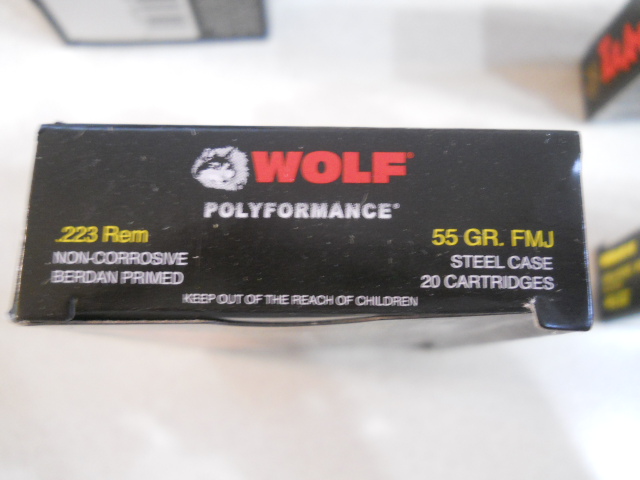 WOLF®
POLYFORMANCE®
.223 Rem
NON-CORROSIVE
BERDAN PRIMED
55 GR. FMJ
STEEL CASE
20 CARTRIDGES
KEEP OUT OF THE REACH OF CHILDREN